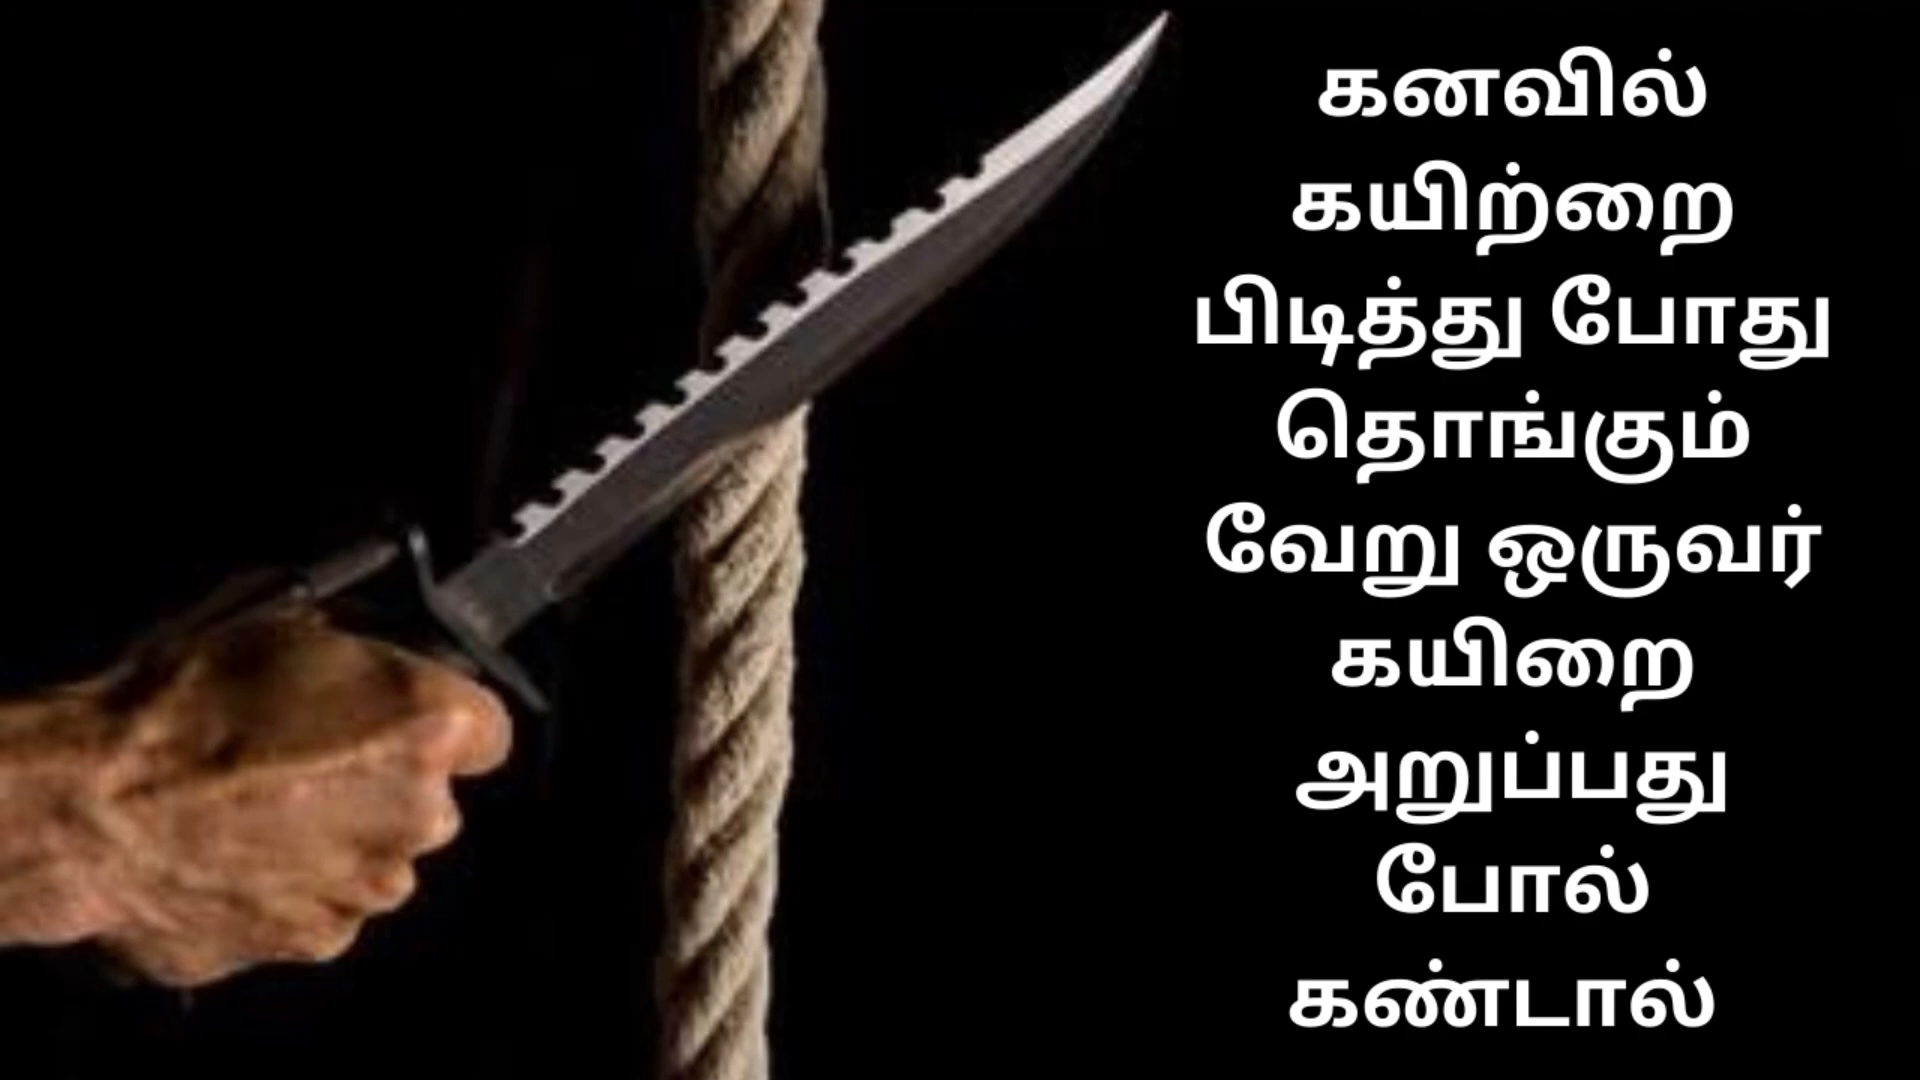 கனவில்
கயிற்றை
பிடித்து போது
தொங்கும்
வேறு ஒருவர்
கயிறை
அறுப்பது
போல்
கண்டால்